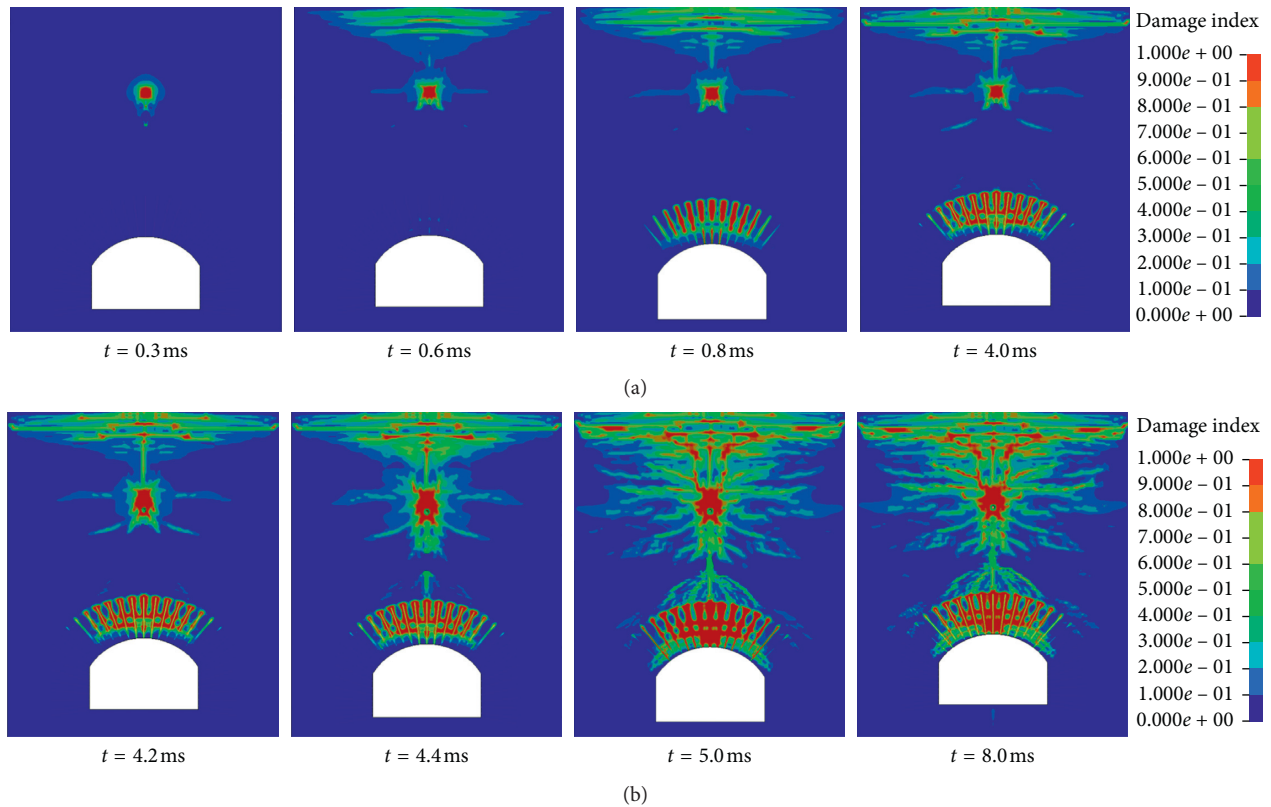 Damage index
1.000e + 00
9.000e – 01
8.000e – 01
7.000e – 01
6.000e – 01
5.000e – 01
4.000e – 01
3.000e – 01
2.000e – 01
1.000e – 01
0.000e + 00
t = 0.3 ms
t = 0.6 ms
t = 0.8 ms
t = 4.0 ms
(a)
Damage index
1.000e + 00
9.000e – 01
8.000e – 01
7.000e – 01
6.000e – 01
5.000e – 01
4.000e – 01
3.000e – 01
2.000e – 01
1.000e – 01
0.000e + 00
t = 4.2 ms
t = 4.4 ms
t = 5.0 ms
t = 8.0 ms
(b)